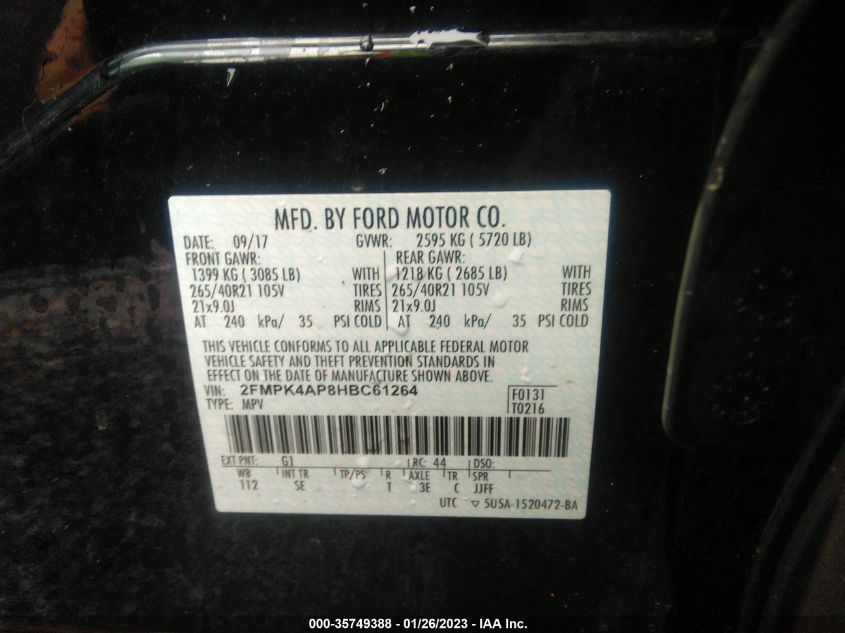 MFD. BY FORD MOTOR CO.
DATE: 09/17 GVWR: 2595 KG ( 5720 LB)
FRONT GAWR: REAR GAWR:
1399 KG ( 3085 LB) WITH 1218 KG ( 2685 LB) WITH
265/40R21 105V TIRES 265/40R21 105V TIRES
21x9.0J RIMS 21x9.0J RIMS
AT 240 kPa/ 35 PSI COLD AT 240 kPa/ 35 PSI COLD
THIS VEHICLE CONFORMS TO ALL APPLICABLE FEDERAL MOTOR
VEHICLE SAFETY AND THEFT PREVENTION STANDARDS IN
EFFECT ON THE DATE OF MANUFACTURE SHOWN ABOVE.
VIN: 2FMPK4AP8HBC61264
TYPE: MPV
F0131
T0216
EXT PNT: G1 RC: 44 DSO:
WB INT TR TP/PS R AXLE TR SPR
112 SE T 3E C JJFF
UTC ▽ 5U5A-1520472-BA
000-35749388 - 01/26/2023 - IAA Inc.